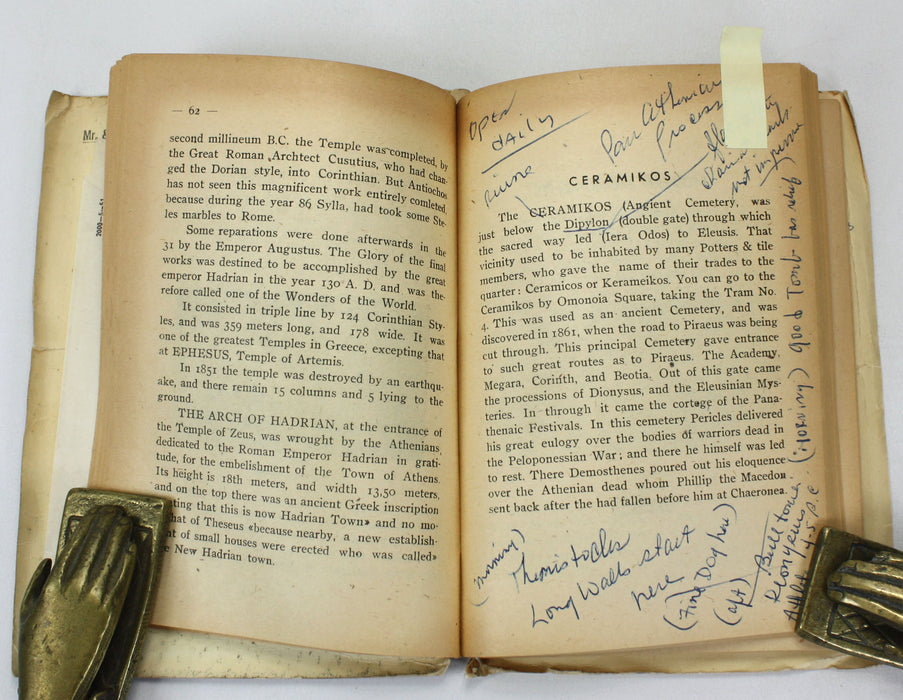 Mr. &
— 62 —
second millineum B.C. the Temple was completed, by
the Great Roman Archtect Cusutius, who had chan-
ged the Dorian style, into Corinthian. But Antiochos
has not seen this magnificent work entirely comleted,
because during the year 86 Sylla, had took some Ste-
les marbles to Rome.
Some reparations were done afterwards in the
31 by the Emperor Augustus. The Glory of the final
works was destined to be accomplished by the great
emperor Hadrian in the year 130 A. D. and was the-
refore called one of the Wonders of the World.
It consisted in triple line by 124 Corinthian Sty-
les, and was 359 meters long, and 178 wide. It was
one of the greatest Temples in Greece, excepting that
at EPHESUS, Temple of Artemis.
In 1851 the temple was destroyed by an earthqu-
ake, and there remain 15 columns and 5 lying to the
ground.
THE ARCH OF HADRIAN, at the entrance of
the Temple of Zeus, was wrought by the Athenians,
dedicated to the Roman Emperor Hadrian in grati-
tude, for the embelishment of the Town of Athens.
Its height is 18th meters, and width 13,50 meters,
and on the top there was an ancient Greek inscription
ating that this is now Hadrian Town» and no mo-
hat of Theseus «because nearby, a new establish-
nt of small houses were erected who was called»
e New Hadrian town.
Open
daily
Panathenian
Process
not impressive
CERAMIKOS
The CERAMIKOS (Angient Cemetery, was
just below the Dipylon (double gate) through which
the sacred way led (Iera Odos) to Eleusis. That
vicinity used to be inhabited by many Potters & tile
members, who gave the name of their trades to the
quarter: Ceramicos or Kerameikos. You can go to the
Ceramikos by Omonoia Square, taking the Tram No.
4. This was used as an ancient Cemetery, and was
discovered in 1861, when the road to Piraeus was being
cut through. This principal Cemetery gave entrance
to such great routes as to Piraeus. The Academy,
Megara, Corinth, and Beotia. Out of this gate came
the processions of Dionysus, and the Eleusinian Mys-
teries. In through it came the cortege of the Pana-
thenaic Festivals. In this cemetery Pericles delivered
his great eulogy over the bodies of warriors dead in
the Peloponessian War; and there he himself was led
to rest. There Demosthenes poured out his eloquence
over the Athenian dead whom Phillip the Macedon
sent back after the had fallen before him at Chaeronea.
(morning) good Tomb - bas relief)
(morning)
Themistocles
Long Walls start
here
(Find Dog here)
Bull tomb
Dionysius